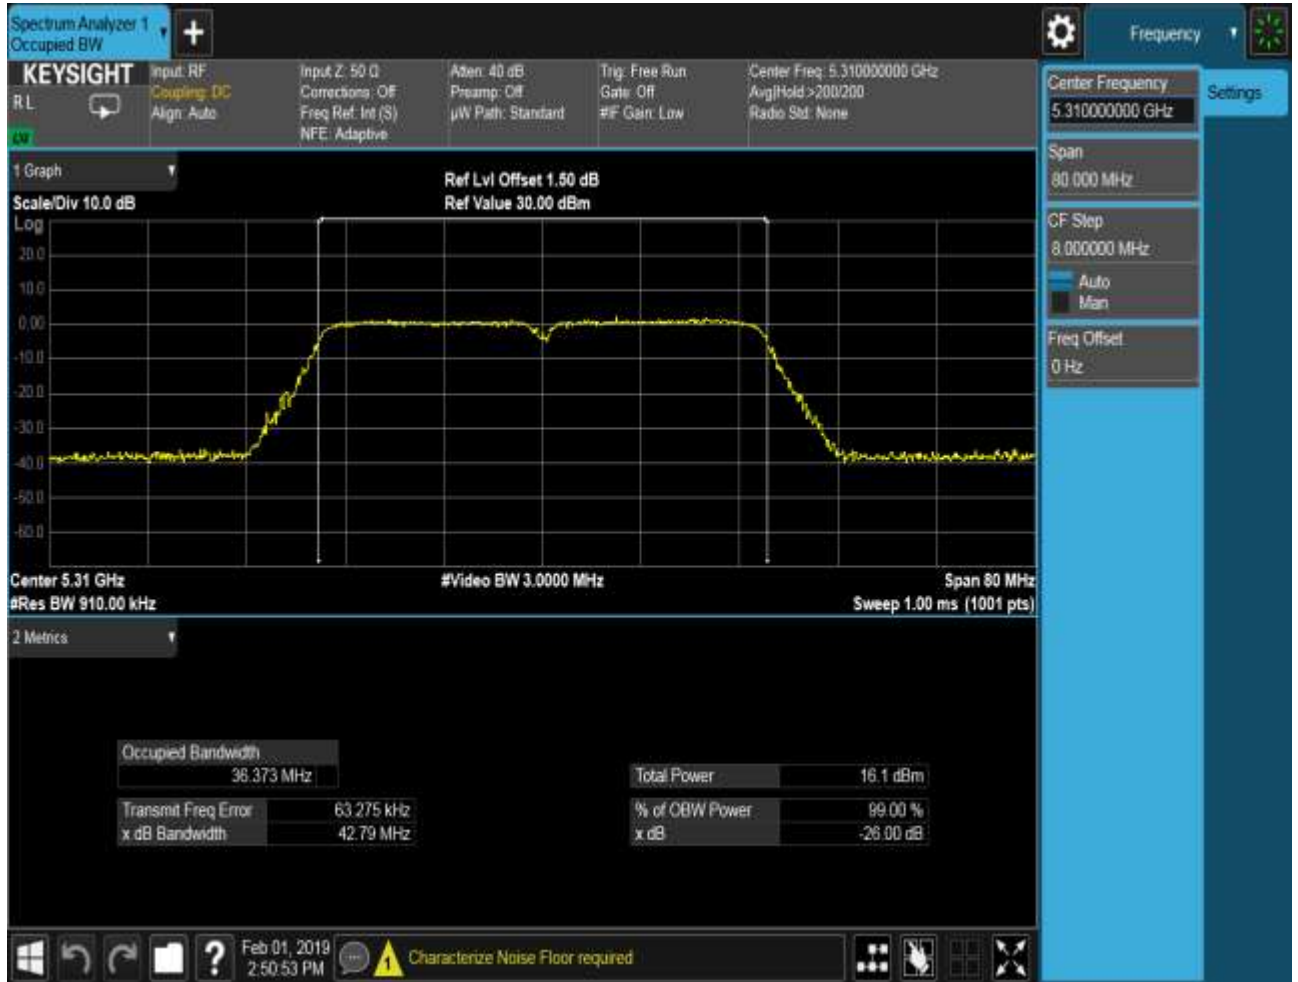 Spectrum Analyzer 1
Occupied BW
Frequency
KEYSIGHT
R L
Input: RF
Coupling: DC
Align: Auto
Input Z: 50 Ω
Corrections: Off
Freq Ref: Int (S)
NFE: Adaptive
Atten: 40 dB
Preamp: Off
µW Path: Standard
Trig: Free Run
Gate: Off
#IF Gain: Low
Center Freq: 5.310000000 GHz
Avg|Hold:>200/200
Radio Std: None
Center Frequency
5.310000000 GHz
Settings
Span
80.000 MHz
CF Step
8.000000 MHz
Auto
Man
Freq Offset
0 Hz
1 Graph
Scale/Div 10.0 dB
Ref Lvl Offset 1.50 dB
Ref Value 30.00 dBm
Log
20.0
10.0
0.00
-10.0
-20.0
-30.0
-40.0
-50.0
-60.0
Center 5.31 GHz
#Video BW 3.0000 MHz
Span 80 MHz
#Res BW 910.00 kHz
Sweep 1.00 ms (1001 pts)
2 Metrics
Occupied Bandwidth
36.373 MHz
Transmit Freq Error 63.275 kHz
x dB Bandwidth 42.79 MHz
Total Power 16.1 dBm
% of OBW Power 99.00 %
x dB -26.00 dB
? Feb 01, 2019
2:50:53 PM
1
Characterize Noise Floor required